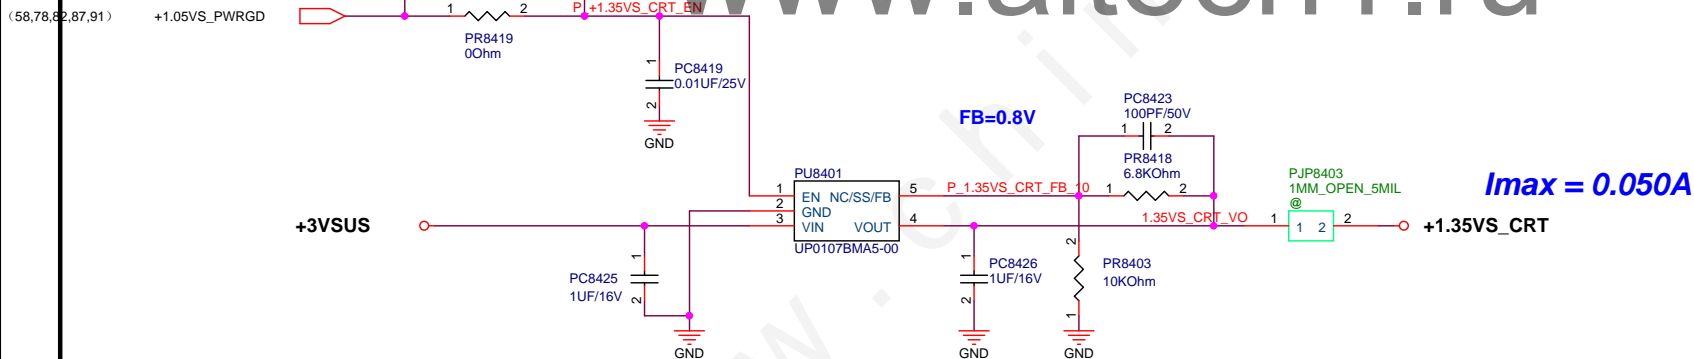 www.aitech1.ru
(58,78,82,87,91) +1.05VS_PWRGD
1 2
P_+1.35VS_CRT_EN
PR8419
0Ohm
1
PC8419
0.01UF/25V
2
GND
FB=0.8V
PC8423
100PF/50V
1 2
PR8418
6.8KOhm
PU8401
1 EN NC/SS/FB 5
P_1.35VS_CRT_FB_10
1 2
2 GND
3 VIN VOUT 4
1.35VS_CRT_VO
UP0107BMA5-00
PJP8403
1MM_OPEN_5MIL
@
1 1 2 2
Imax = 0.050A
+3VSUS
+1.35VS_CRT
1
PC8425
1UF/16V
2
GND
1
PC8426
1UF/16V
2
GND
2
PR8403
10KOhm
1
GND
w . c h i n